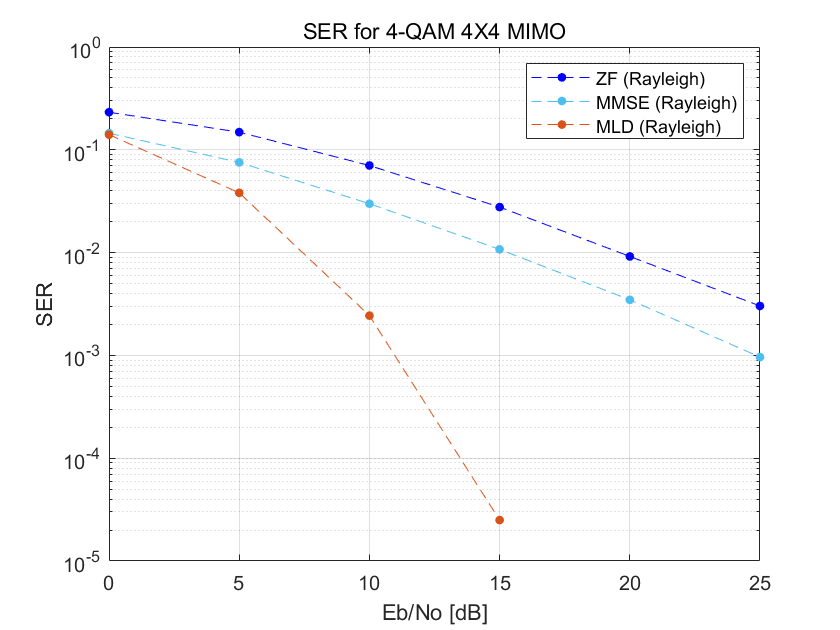 SER for 4-QAM 4X4 MIMO
ZF (Rayleigh)
MMSE (Rayleigh)
MLD (Rayleigh)
SER
10^0
10^-1
10^-2
10^-3
10^-4
10^-5
0 5 10 15 20 25
Eb/No [dB]